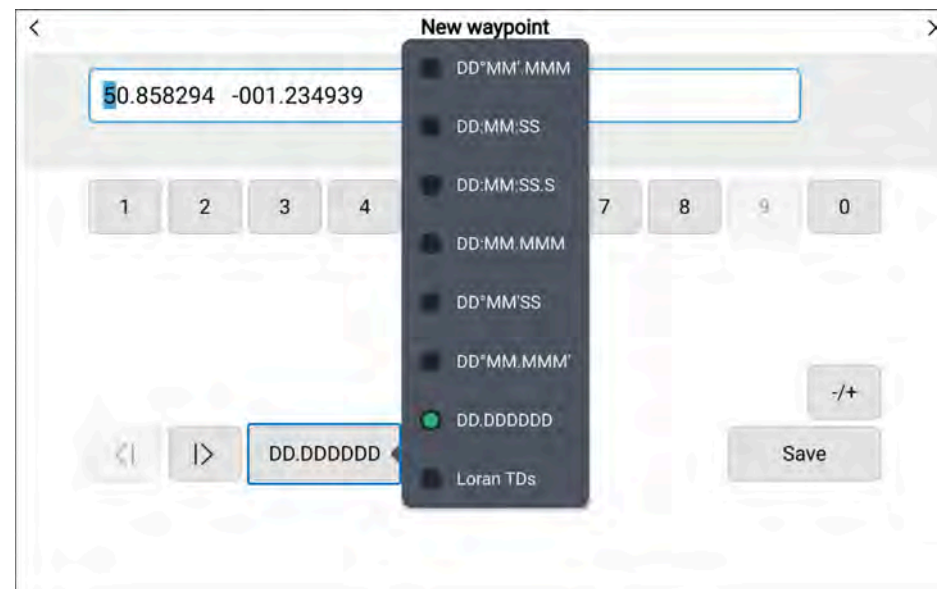 < New waypoint ×
50.858294 -001.234939
DD°MM'.MMM
DD:MM:SS
DD:MM:SS.S
1 2 3 4 7 8 9 0
DD:MM.MMM
DD°MM'SS
DD°MM.MMM'
-/+
DD.DDDDDD
<| |> DD.DDDDDD Save
Loran TDs